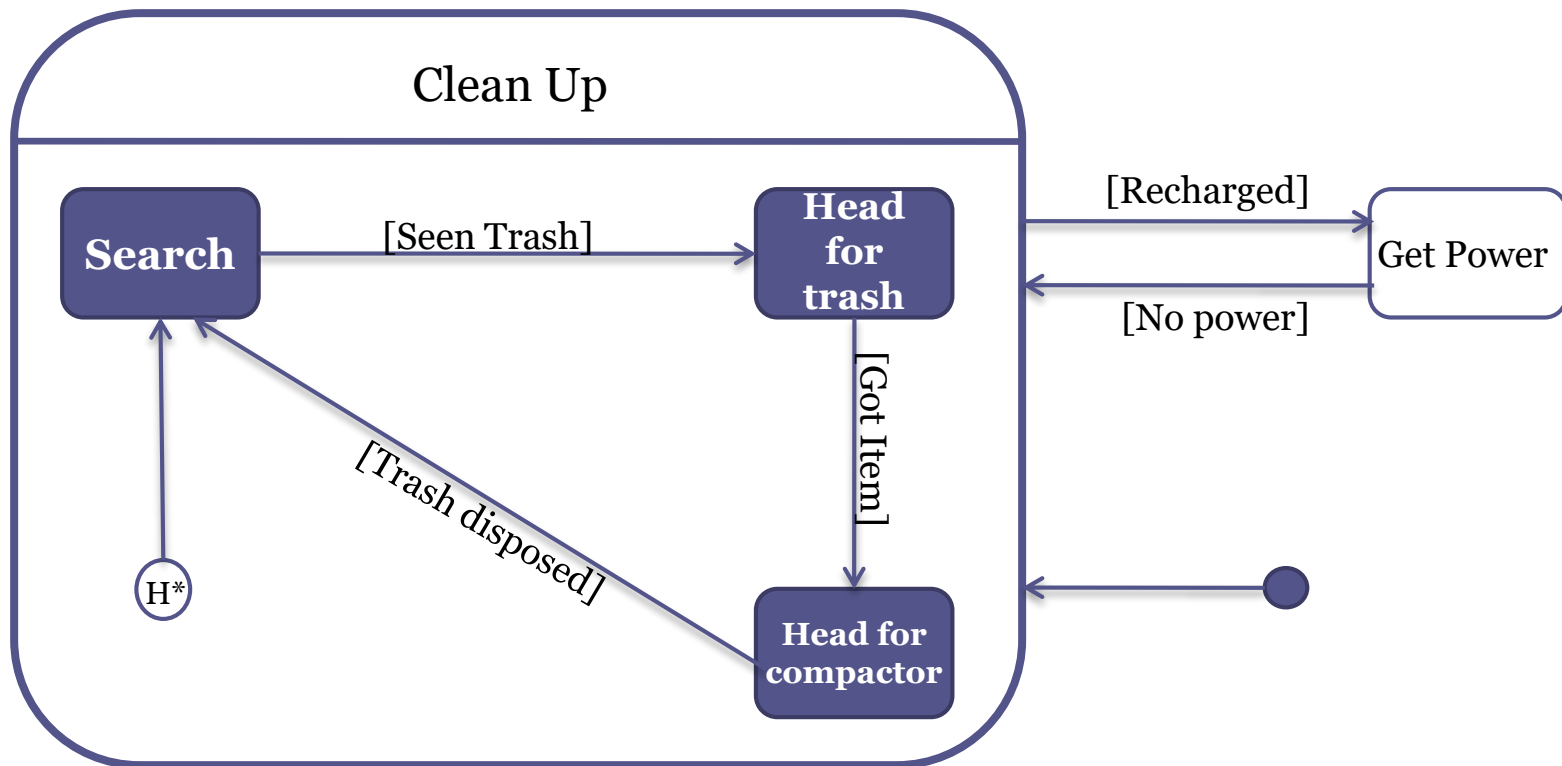 Clean Up
Search
[Seen Trash]
Head
for
trash
[Recharged]
Get Power
[No power]
[Got Item]
[Trash disposed]
H*
Head for
compactor